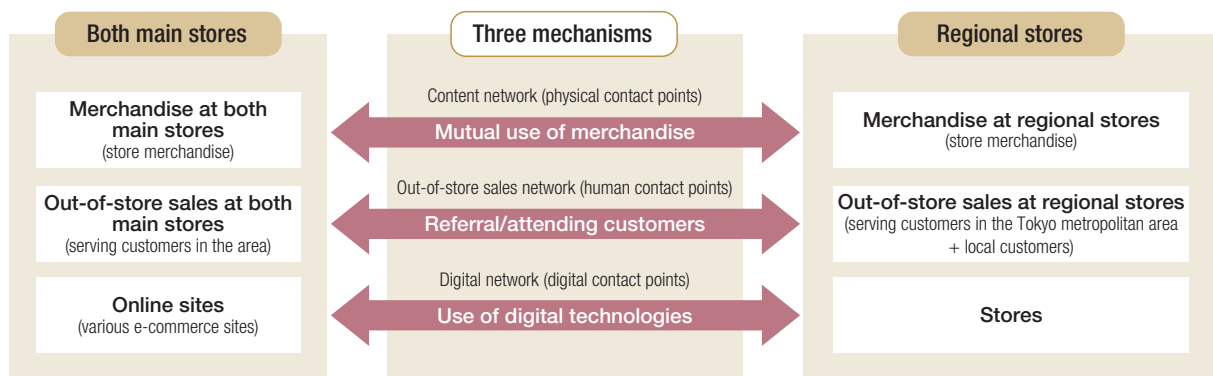 Both main stores
Three mechanisms
Regional stores
Merchandise at both
main stores
(store merchandise)
Content network (physical contact points)
Mutual use of merchandise
Merchandise at regional stores
(store merchandise)
Out-of-store sales at both
main stores
(serving customers in the area)
Out-of-store sales network (human contact points)
Referral/attending customers
Out-of-store sales at regional stores
(serving customers in the Tokyo metropolitan area
+ local customers)
Online sites
(various e-commerce sites)
Digital network (digital contact points)
Use of digital technologies
Stores